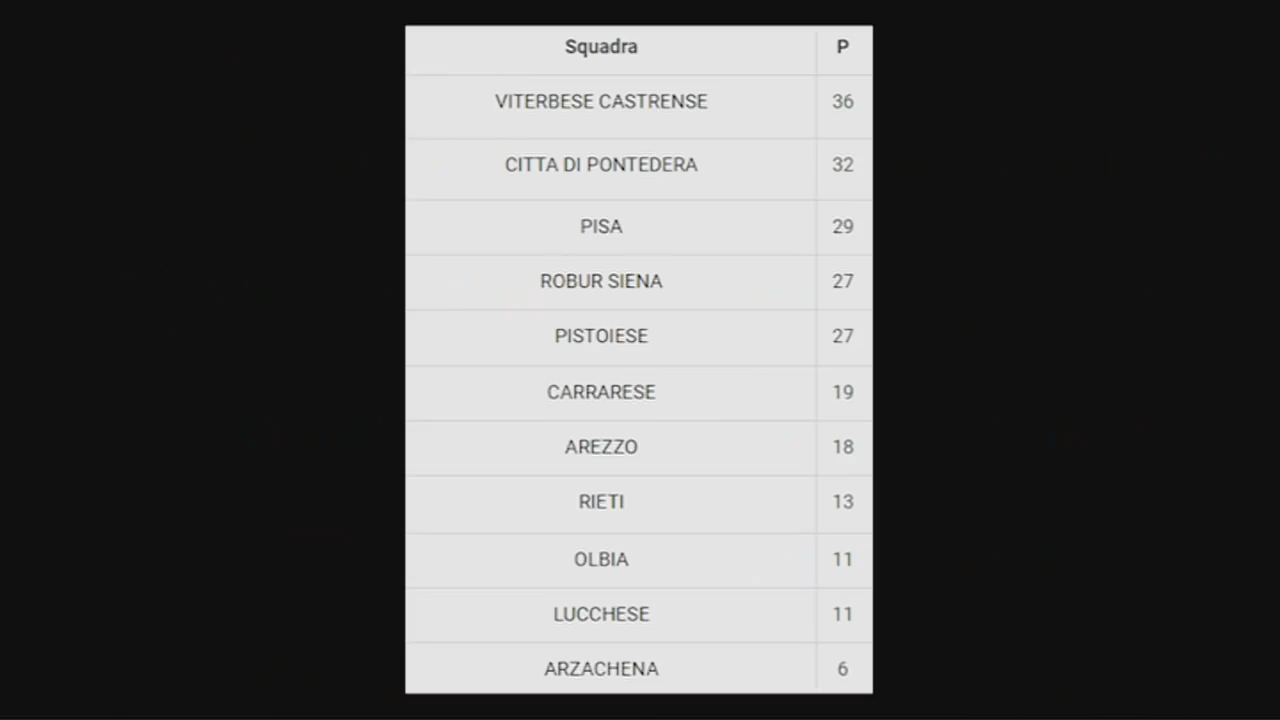 Squadra P
VITERBESE CASTRENSE 36
CITTA DI PONTEDERA 32
PISA 29
ROBUR SIENA 27
PISTOIESE 27
CARRARESE 19
AREZZO 18
RIETI 13
OLBIA 11
LUCCHESE 11
ARZACHENA 6